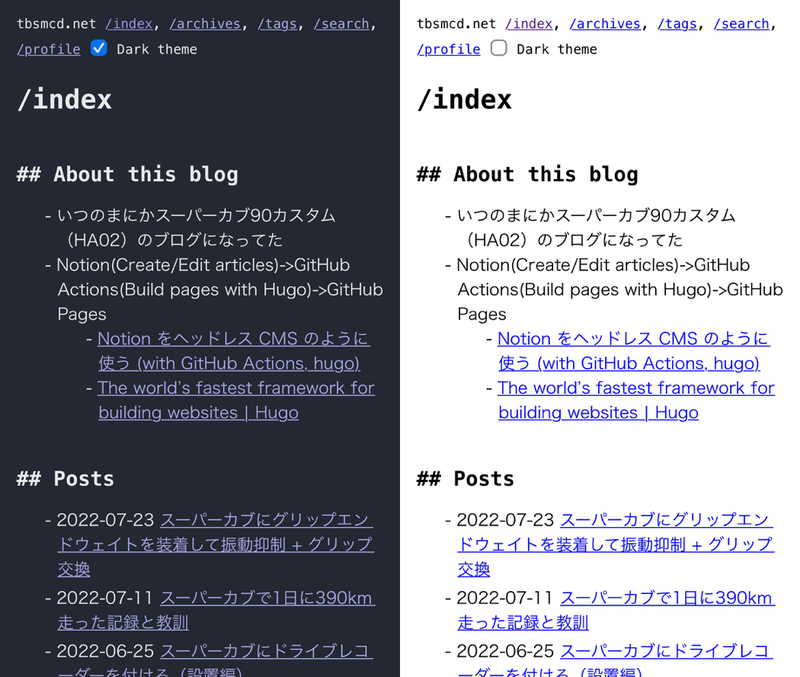 tbsmcd.net /index, /archives, /tags, /search,
/profile Dark theme
/index
## About this blog
- いつのまにかスーパーカブ90カスタム
（HA02）のブログになってた
- Notion(Create/Edit articles)->GitHub
Actions(Build pages with Hugo)->GitHub
Pages
- Notion をヘッドレス CMS のように
使う (with GitHub Actions, hugo)
- The world's fastest framework for
building websites | Hugo
## Posts
- 2022-07-23 スーパーカブにグリップエン
ドウェイトを装着して振動抑制 + グリップ
交換
- 2022-07-11 スーパーカブで1日に390km
走った記録と教訓
- 2022-06-25 スーパーカブにドライブレコ
ーダーを付ける（設置編）
tbsmcd.net /index, /archives, /tags, /search,
/profile Dark theme
/index
## About this blog
- いつのまにかスーパーカブ90カスタム
（HA02）のブログになってた
- Notion(Create/Edit articles)->GitHub
Actions(Build pages with Hugo)->GitHub
Pages
- Notion をヘッドレス CMS のように
使う (with GitHub Actions, hugo)
- The world's fastest framework for
building websites | Hugo
## Posts
- 2022-07-23 スーパーカブにグリップエン
ドウェイトを装着して振動抑制 + グリップ
交換
- 2022-07-11 スーパーカブで1日に390km
走った記録と教訓
- 2022-06-25 スーパーカブにドライブレコ
ーダーを付ける（設置編）